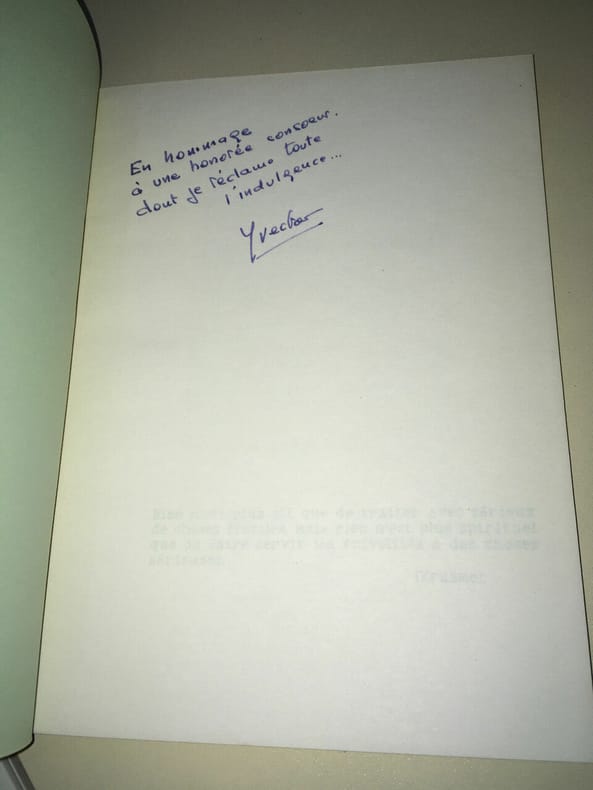 En hommage
à une honorée consoeur.
dont je réclame toute
l'indulgence...
Rien n'est plus sot que de traiter avec sérieux
de choses frivoles mais rien n'est plus spirituel
que de faire servir les frivolités à des choses
sérieuses
(Erasme)